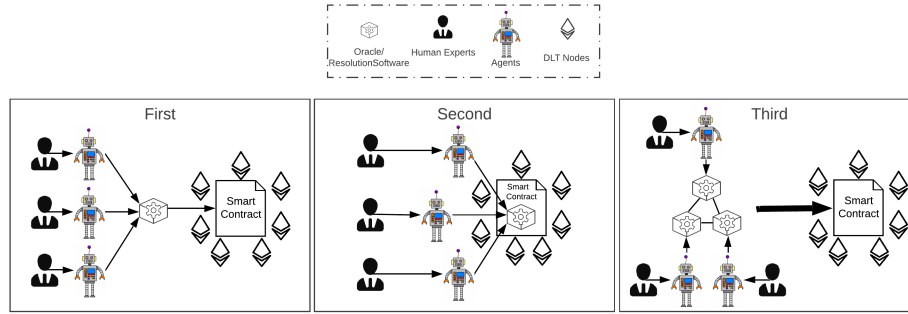 Oracle/
ResolutionSoftware
Human Experts
Agents
DLT Nodes
First
Smart
Contract
Second
Smart
Contract
Third
Smart
Contract